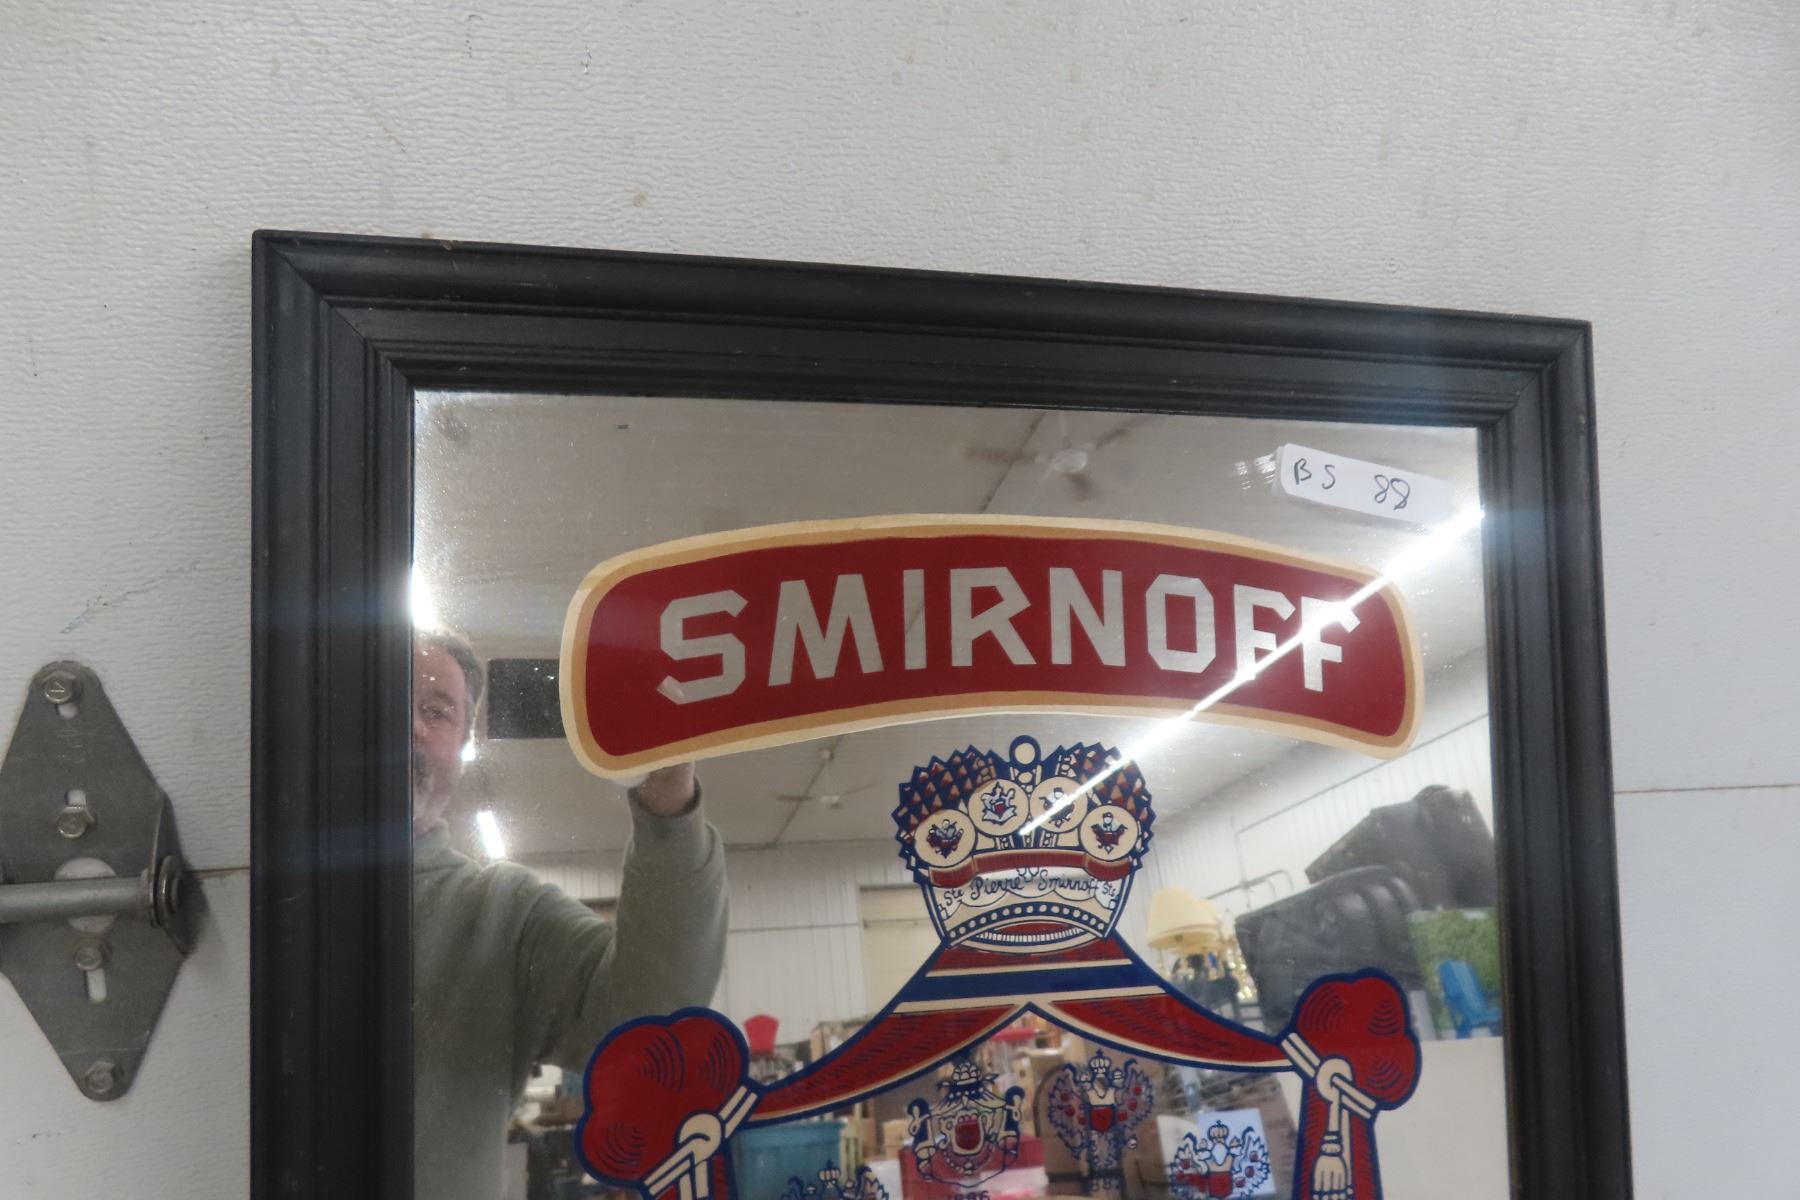 BS 88
SMIRNOFF
Ste Pierre Smirnoff Fls